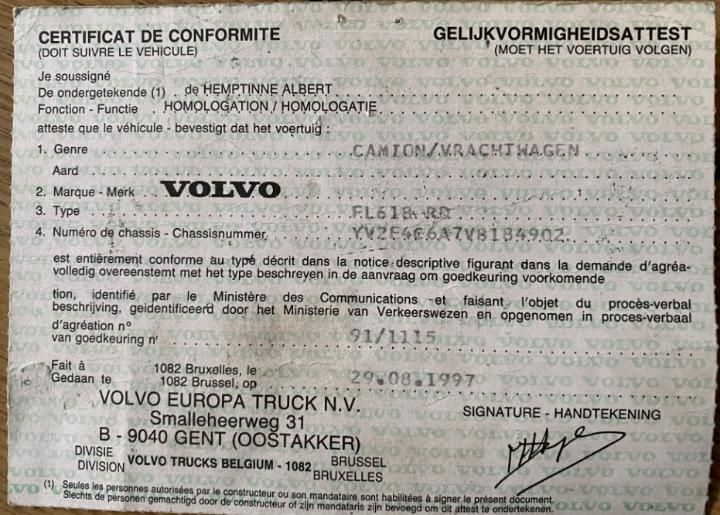 CERTIFICAT DE CONFORMITE
(DOIT SUIVRE LE VEHICULE)
GELIJKVORMIGHEIDSATTEST
(MOET HET VOERTUIG VOLGEN)
Je soussigné
De ondergetekende (1) de HEMPTINNE ALBERT
Fonction - Functie HOMOLOGATION / HOMOLOGATIE
atteste que le véhicule - bevestigt dat het voertuig :
1. Genre CAMION/VRACHTWAGEN
Aard
2. Marque - Merk VOLVO
3. Type FL618 RD
4. Numéro de chassis - Chassisnummer YV2E4C6A7VB184902
est entièrement conforme au type décrit dans la notice descriptive figurant dans la demande d'agréa-
volledig overeenstemt met het type beschreven in de aanvraag om goedkeuring voorkomende
tion, identifié par le Ministère des Communications et faisant l'objet du procès-verbal
beschrijving, geidentificeerd door het Ministerie van Verkeerswezen en opgenomen in proces-verbaal
d'agréation n°
van goedkeuring nr 91/1115
Fait à 1082 Bruxelles, le
Gedaan te 1082 Brussel, op 29.08.1997
VOLVO EUROPA TRUCK N.V.
Smalleheerweg 31
B - 9040 GENT (OOSTAKKER)
SIGNATURE - HANDTEKENING
DIVISIE
DIVISION VOLVO TRUCKS BELGIUM - 1082 BRUSSEL
BRUXELLES
(1) Seules les personnes autorisées par le constructeur ou son mandataire sont habilitées à signer le présent document.
Slechts de personen gemachtigd door de constructeur of zijn mandataris zijn bevoegd om dit attest te ondertekenen.